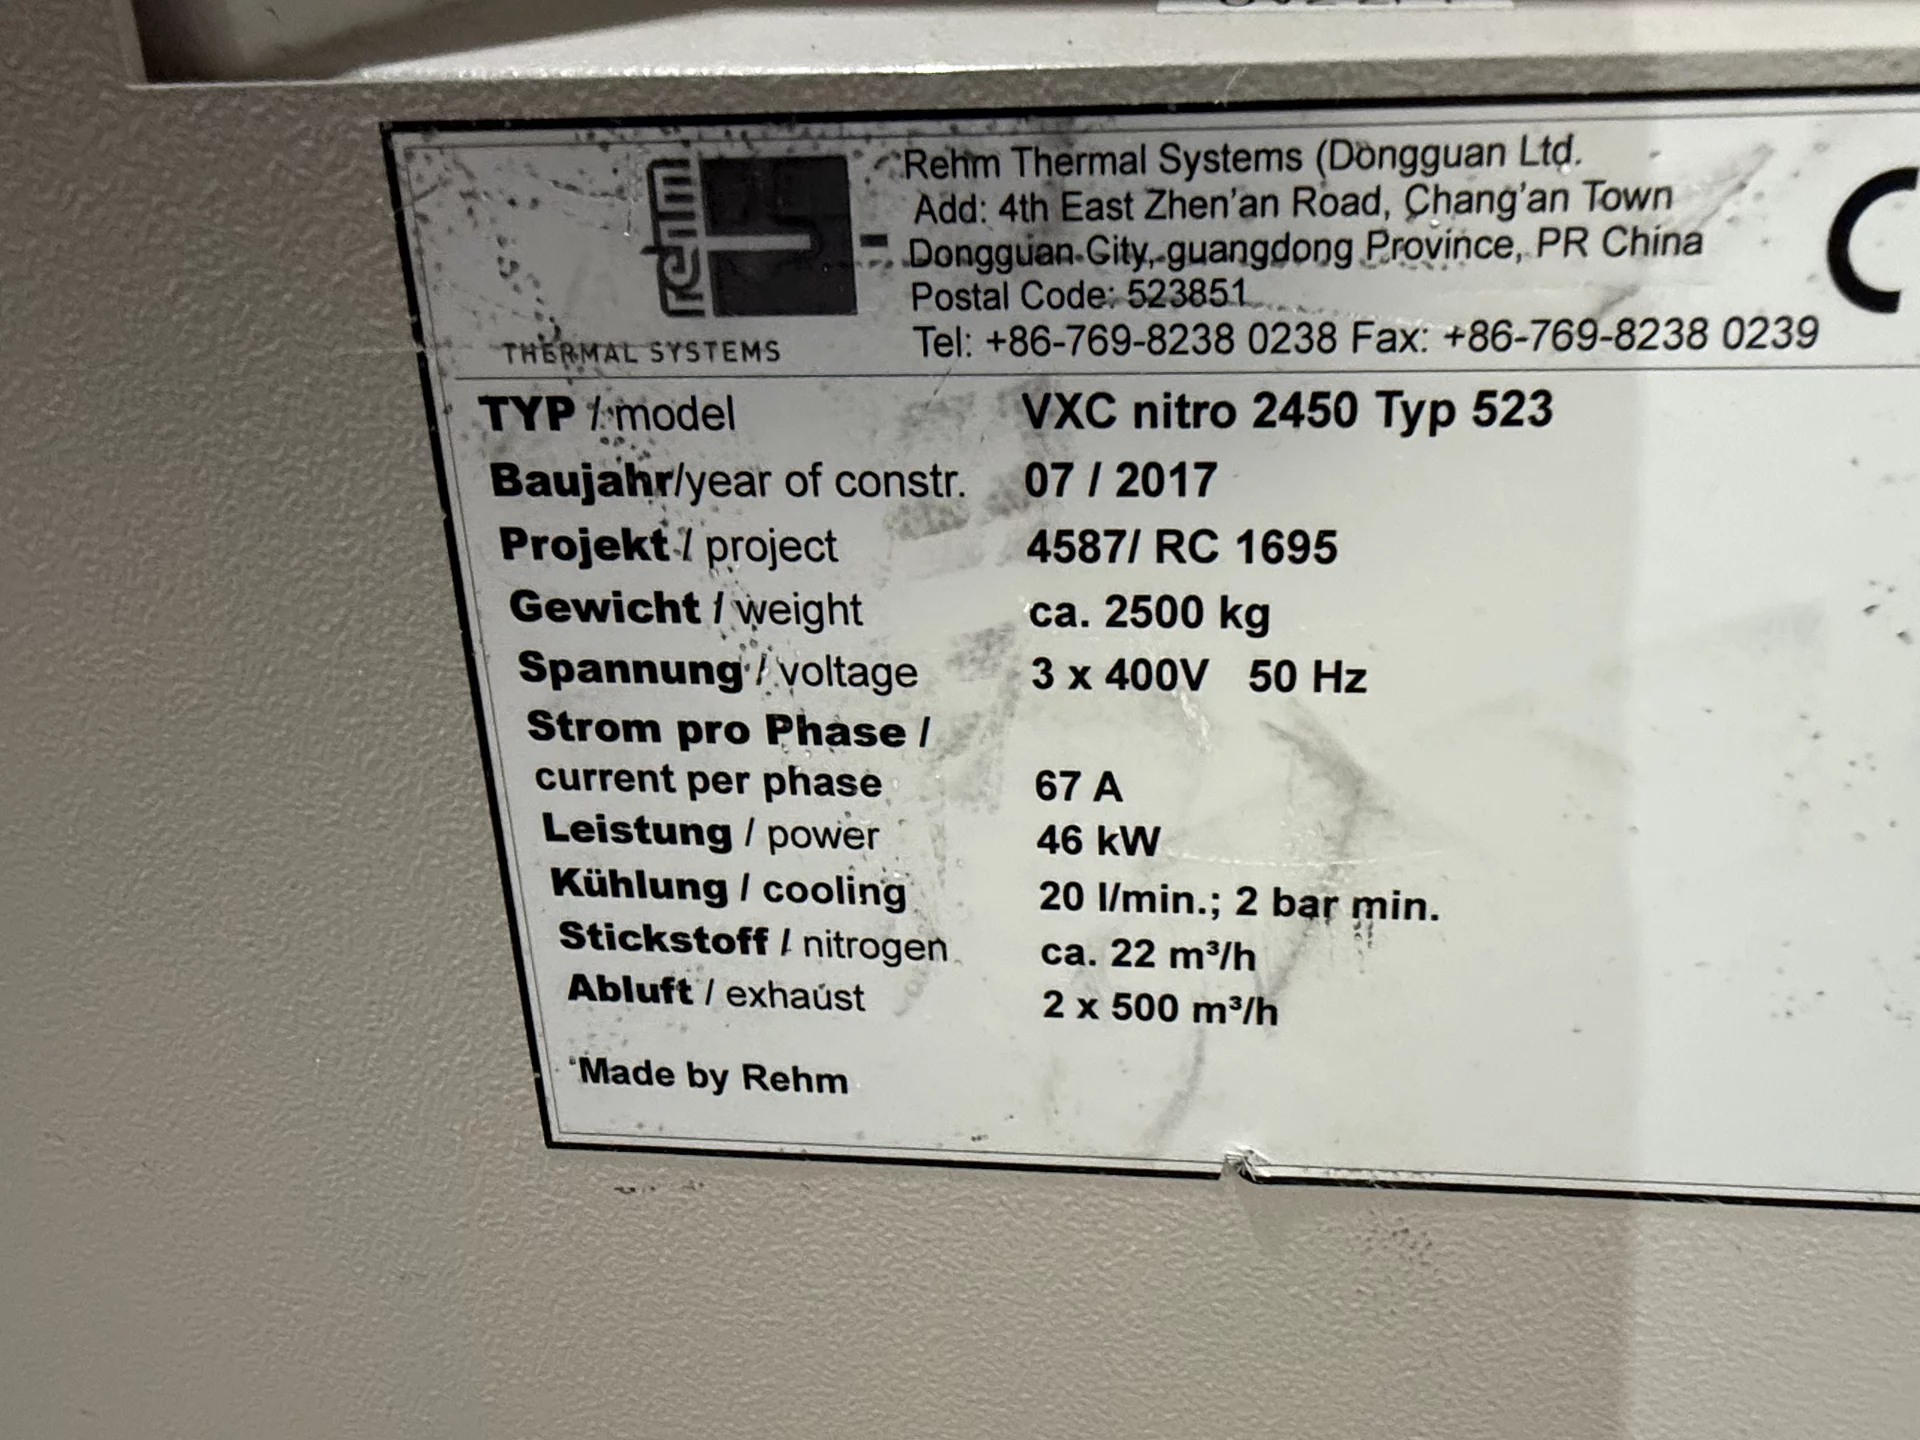 rehm
THERMAL SYSTEMS
Rehm Thermal Systems (Dongguan Ltd.
Add: 4th East Zhen'an Road, Chang'an Town
Dongguan City, guangdong Province, PR China
Postal Code: 523851
Tel: +86-769-8238 0238 Fax: +86-769-8238 0239
TYP / model VXC nitro 2450 Typ 523
Baujahr/year of constr. 07 / 2017
Projekt / project 4587/ RC 1695
Gewicht / weight ca. 2500 kg
Spannung / voltage 3 x 400V 50 Hz
Strom pro Phase /
current per phase 67 A
Leistung / power 46 kW
Kühlung / cooling 20 l/min.; 2 bar min.
Stickstoff / nitrogen ca. 22 m³/h
Abluft / exhaust 2 x 500 m³/h
Made by Rehm